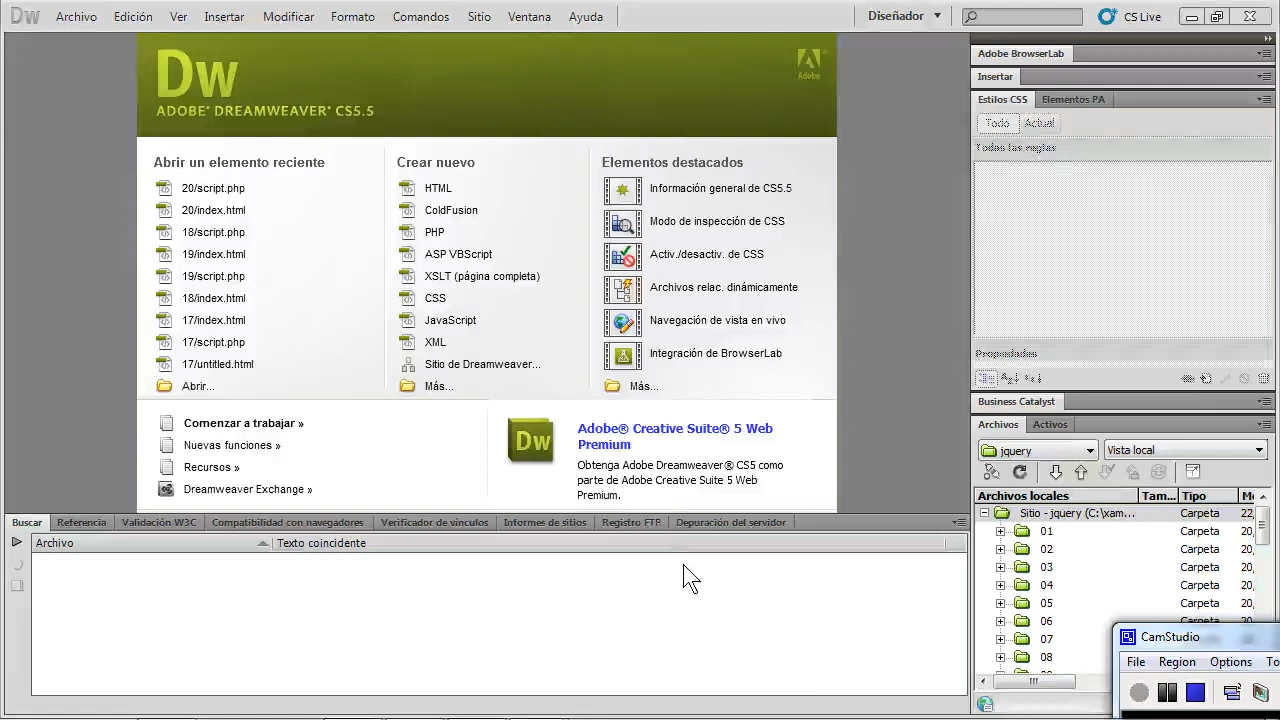 Dw Archivo Edición Ver Insertar Modificar Formato Comandos Sitio Ventana Ayuda Diseñador CS Live
Dw
ADOBE® DREAMWEAVER® CS5.5
Adobe
Abrir un elemento reciente
20/script.php
20/index.html
18/script.php
19/index.html
19/script.php
18/index.html
17/index.html
17/script.php
17/untitled.html
Abrir...
Crear nuevo
HTML
ColdFusion
PHP
ASP VBScript
XSLT (página completa)
CSS
JavaScript
XML
Sitio de Dreamweaver...
Más...
Elementos destacados
Información general de CS5.5
Modo de inspección de CSS
Activ./desactiv. de CSS
Archivos relac. dinámicamente
Navegación de vista en vivo
Integración de BrowserLab
Más...
Comenzar a trabajar »
Nuevas funciones »
Recursos »
Dreamweaver Exchange »
Dw
Adobe® Creative Suite® 5 Web
Premium
Obtenga Adobe Dreamweaver® CS5 como
parte de Adobe Creative Suite 5 Web
Premium.
Buscar Referencia Validación W3C Compatibilidad con navegadores Verificador de vínculos Informes de sitios Registro FTP Depuración del servidor
Archivo Texto coincidente
Adobe BrowserLab
Insertar
Estilos CSS Elementos PA
Todo Actual
Todas las reglas
Propiedades
Business Catalyst
Archivos Activos
jquery Vista local
Archivos locales Tam... Tipo
Sitio - jquery (C:\xam... Carpeta 22,
01 Carpeta 20,
02 Carpeta 20,
03 Carpeta 20,
04 Carpeta 20,
05 Carpeta 20,
06 Carpeta 20,
07
08
CamStudio
File Region Options To